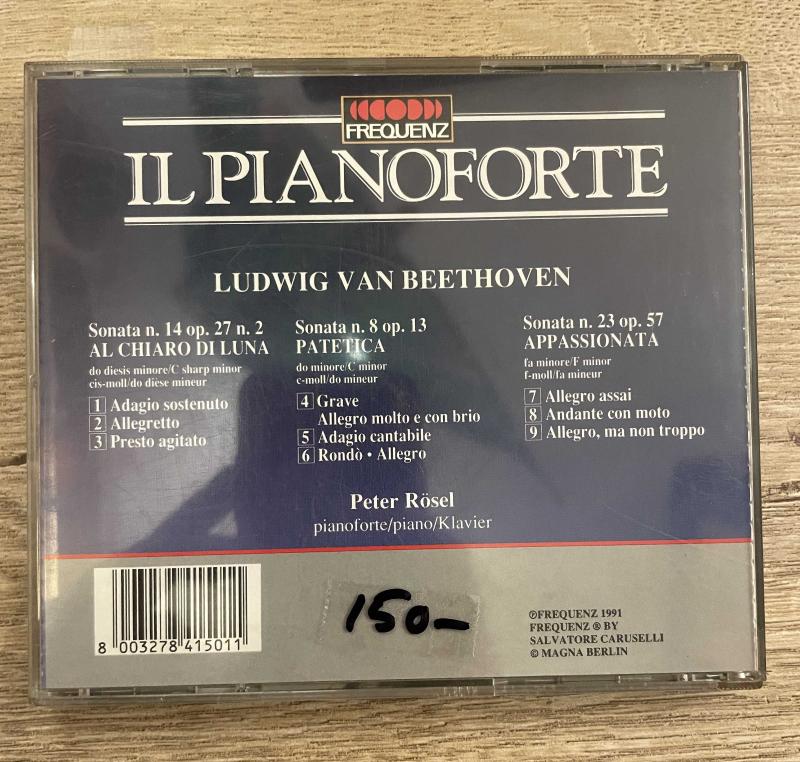 FREQUENZ
IL PIANOFORTE
LUDWIG VAN BEETHOVEN
Sonata n. 14 op. 27 n. 2
AL CHIARO DI LUNA
do diesis minore/C sharp minor
cis-moll/do dièse mineur
1 Adagio sostenuto
2 Allegretto
3 Presto agitato
Sonata n. 8 op. 13
PATETICA
do minore/C minor
c-moll/do mineur
4 Grave
Allegro molto e con brio
5 Adagio cantabile
6 Rondò • Allegro
Sonata n. 23 op. 57
APPASSIONATA
fa minore/F minor
f-moll/fa mineur
7 Allegro assai
8 Andante con moto
9 Allegro, ma non troppo
Peter Rösel
pianoforte/piano/Klavier
8 003278 415011
150-
℗FREQUENZ 1991
FREQUENZ ® BY
SALVATORE CARUSELLI
© MAGNA BERLIN